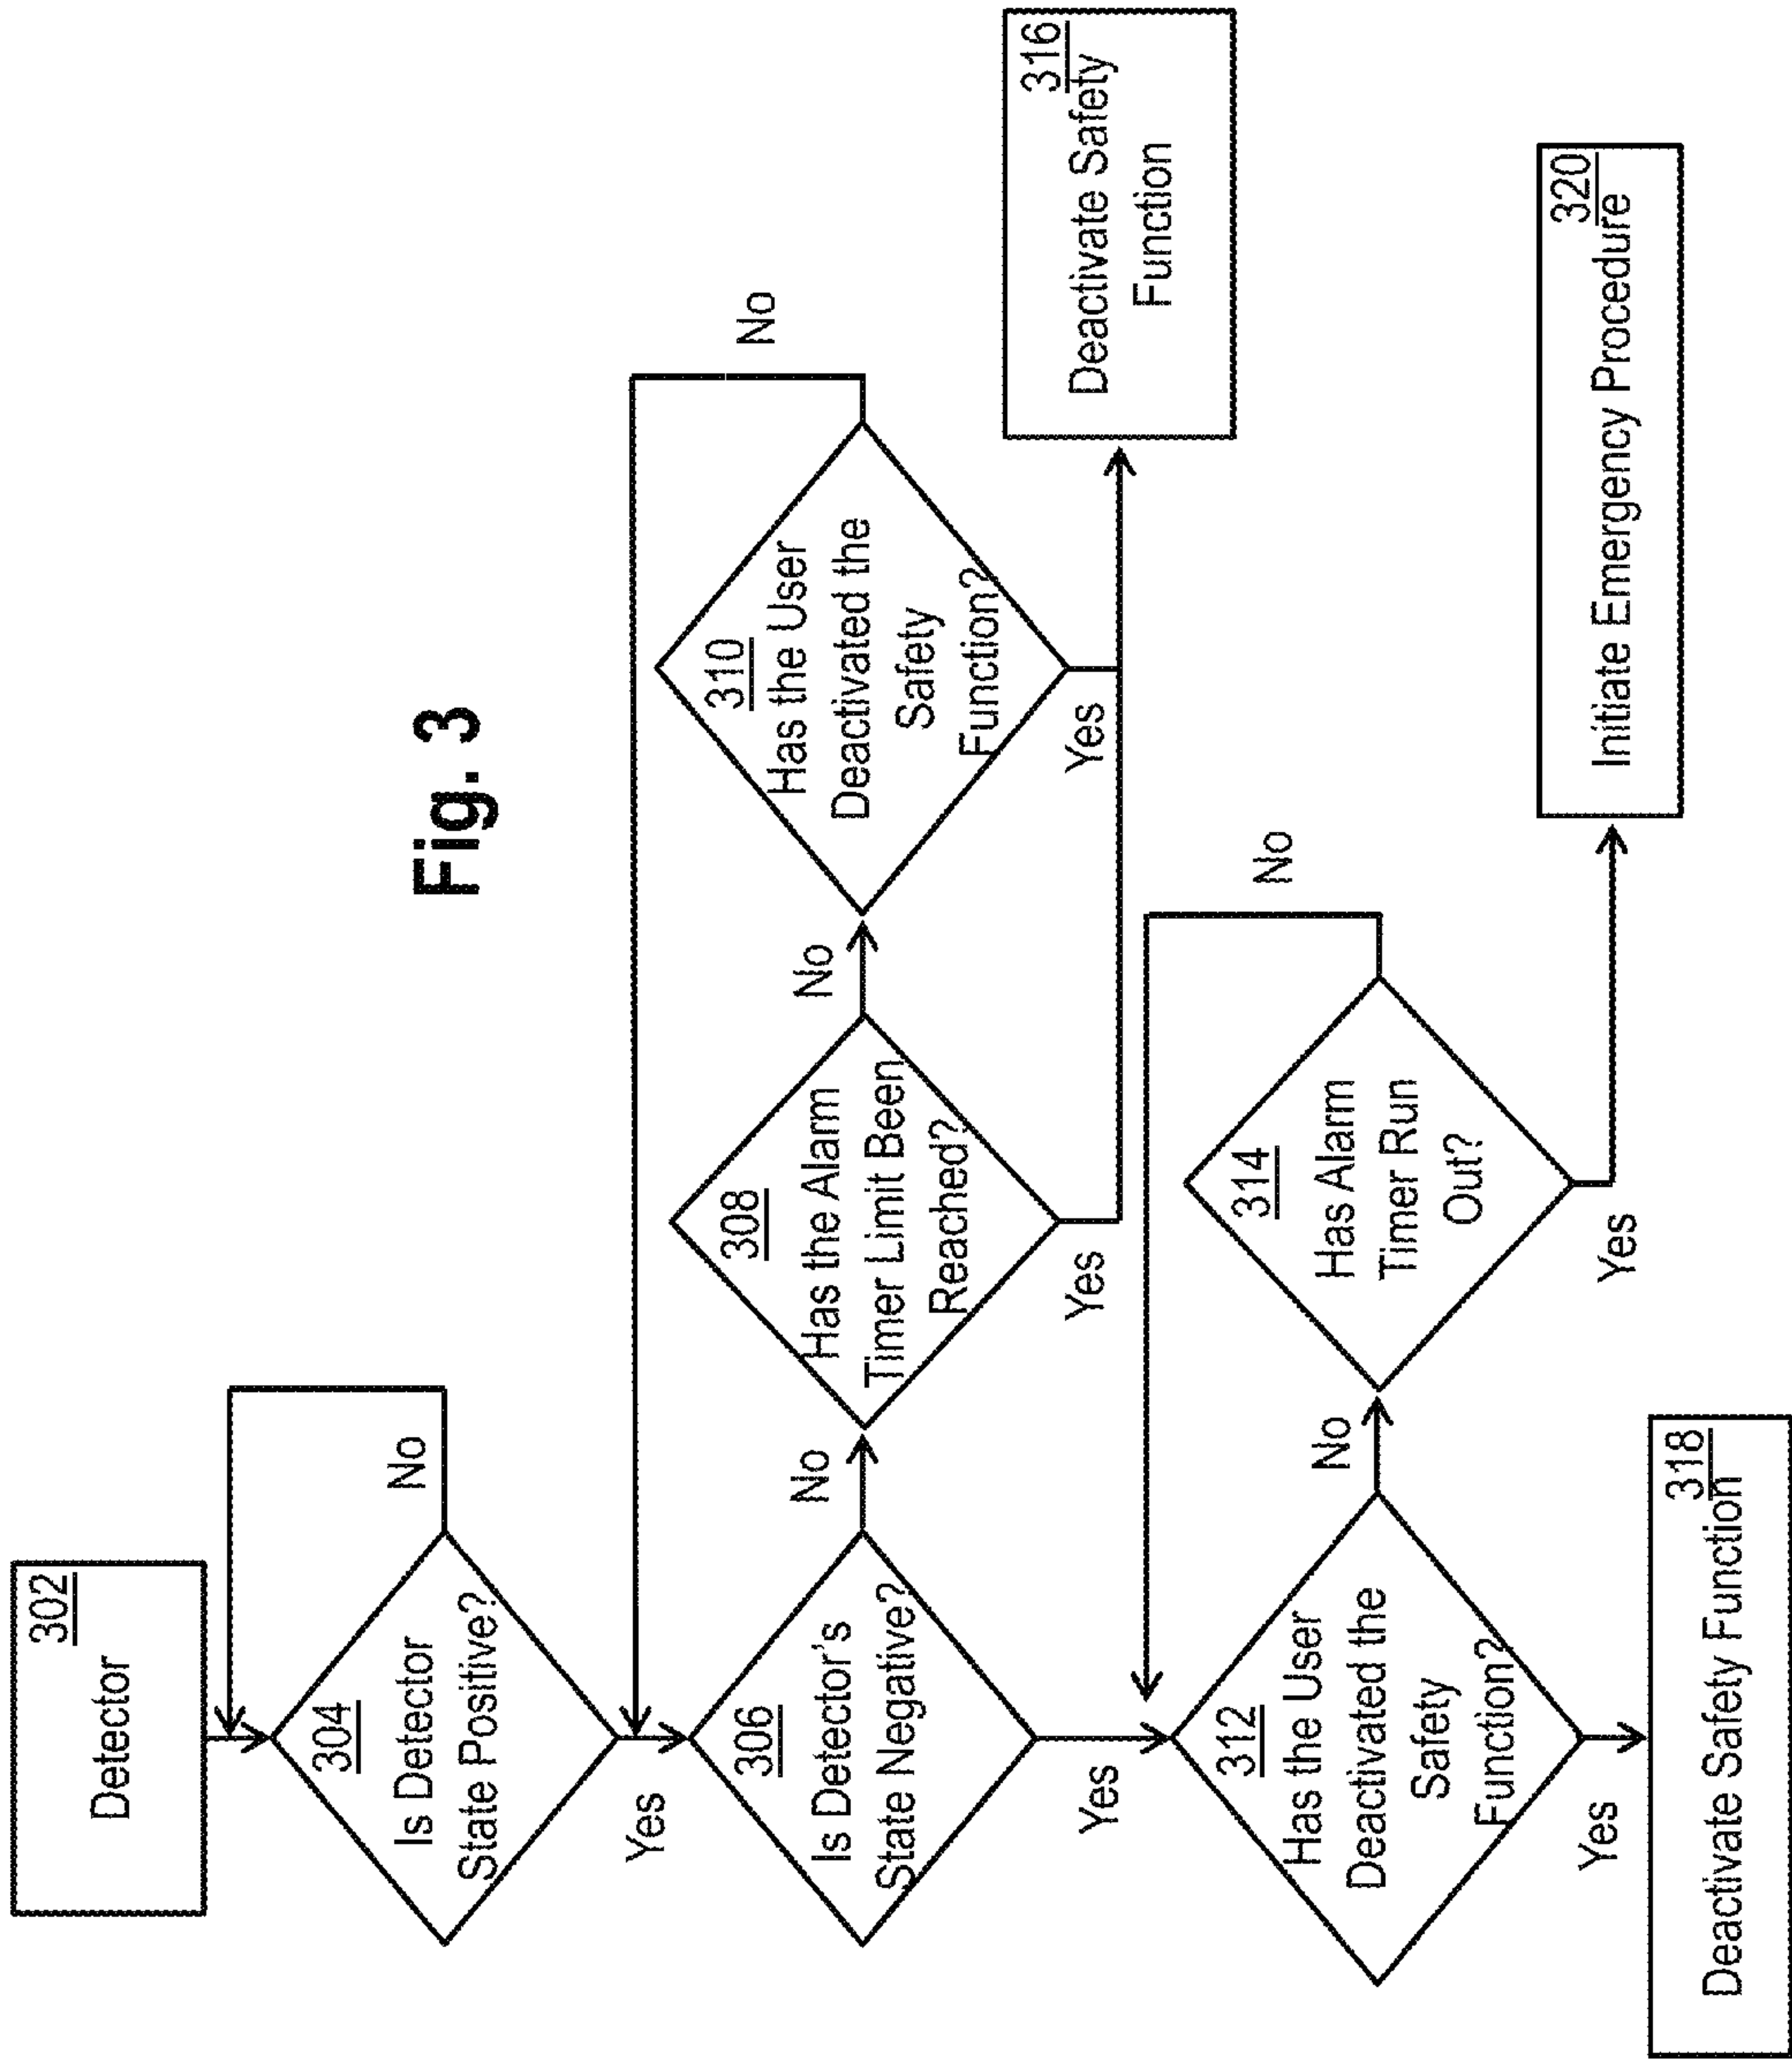 Fig. 3
302
Detector
304
Is Detector
State Positive?
No
Yes
306
Is Detector's
State Negative?
No
Yes
308
Has the Alarm
Timer Limit Been
Reached?
No
Yes
310
Has the User
Deactivated the
Safety
Function?
No
Yes
316
Deactivate Safety
Function
312
Has the User
Deactivated the
Safety
Function?
No
Yes
314
Has Alarm
Timer Run
Out?
No
Yes
318
Deactivate Safety Function
320
Initiate Emergency Procedure